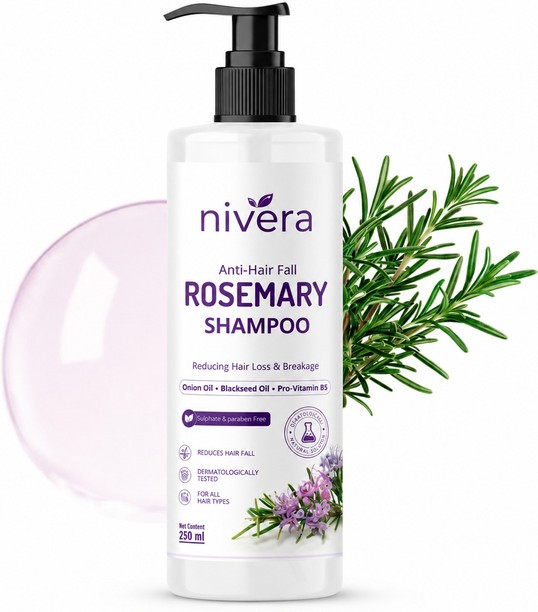 nivera
Anti-Hair Fall
ROSEMARY
SHAMPOO
Reducing Hair Loss & Breakage
Onion Oil • Blackseed Oil • Pro-Vitamin B5
Sulphate & paraben Free
REDUCES HAIR FALL
DERMATOLOGICALLY
TESTED
FOR ALL
HAIR TYPES
NATURAL
Net Content
250 ml